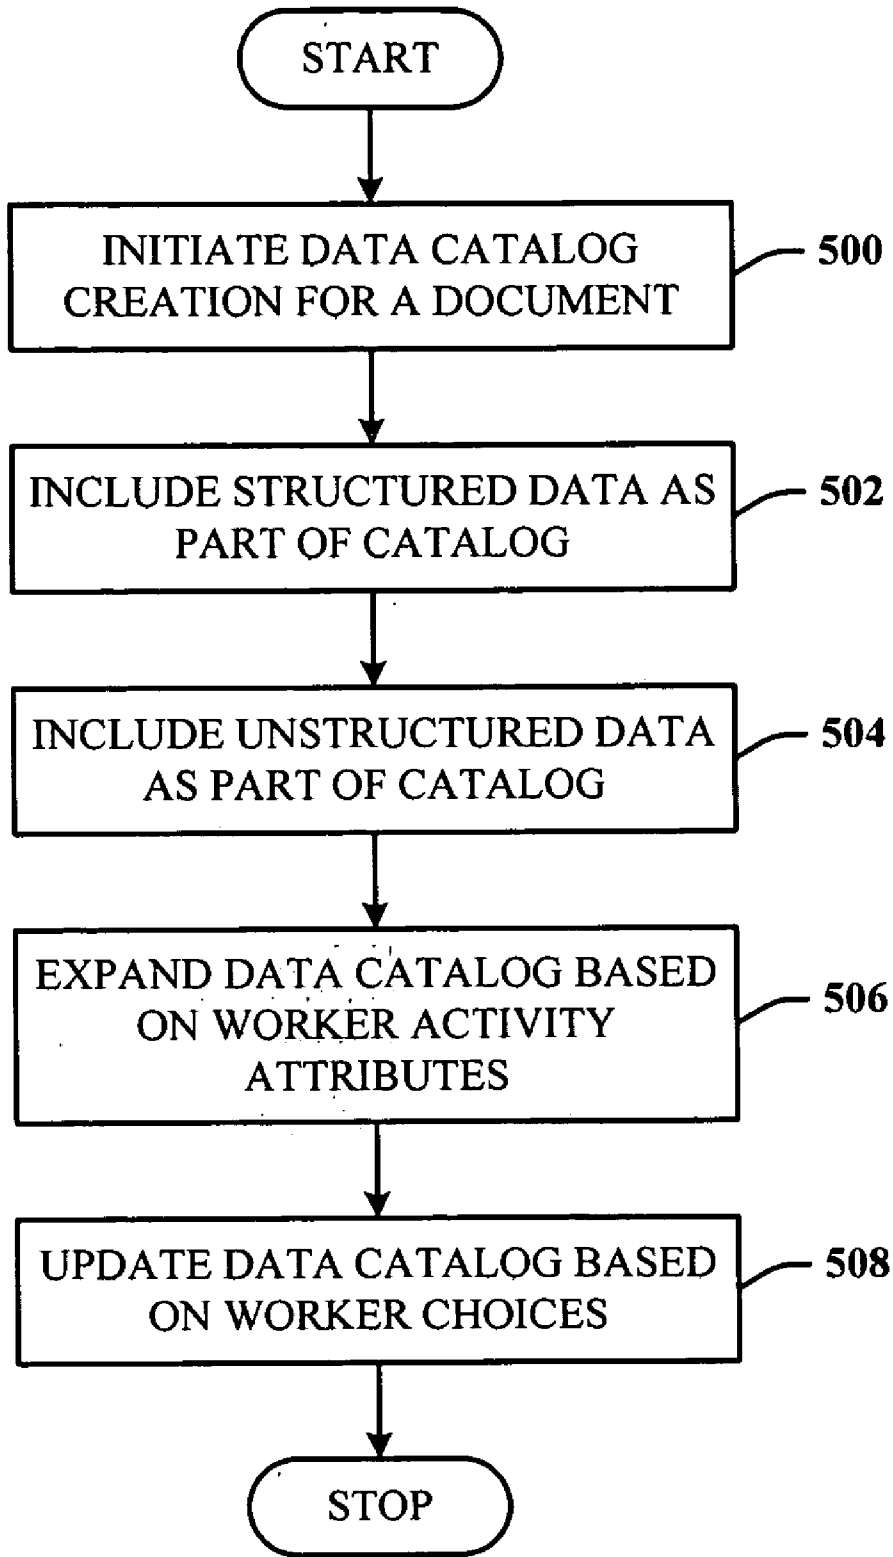 START
INITIATE DATA CATALOG
CREATION FOR A DOCUMENT
500
INCLUDE STRUCTURED DATA AS
PART OF CATALOG
502
INCLUDE UNSTRUCTURED DATA
AS PART OF CATALOG
504
EXPAND DATA CATALOG BASED
ON WORKER ACTIVITY
ATTRIBUTES
506
UPDATE DATA CATALOG BASED
ON WORKER CHOICES
508
STOP